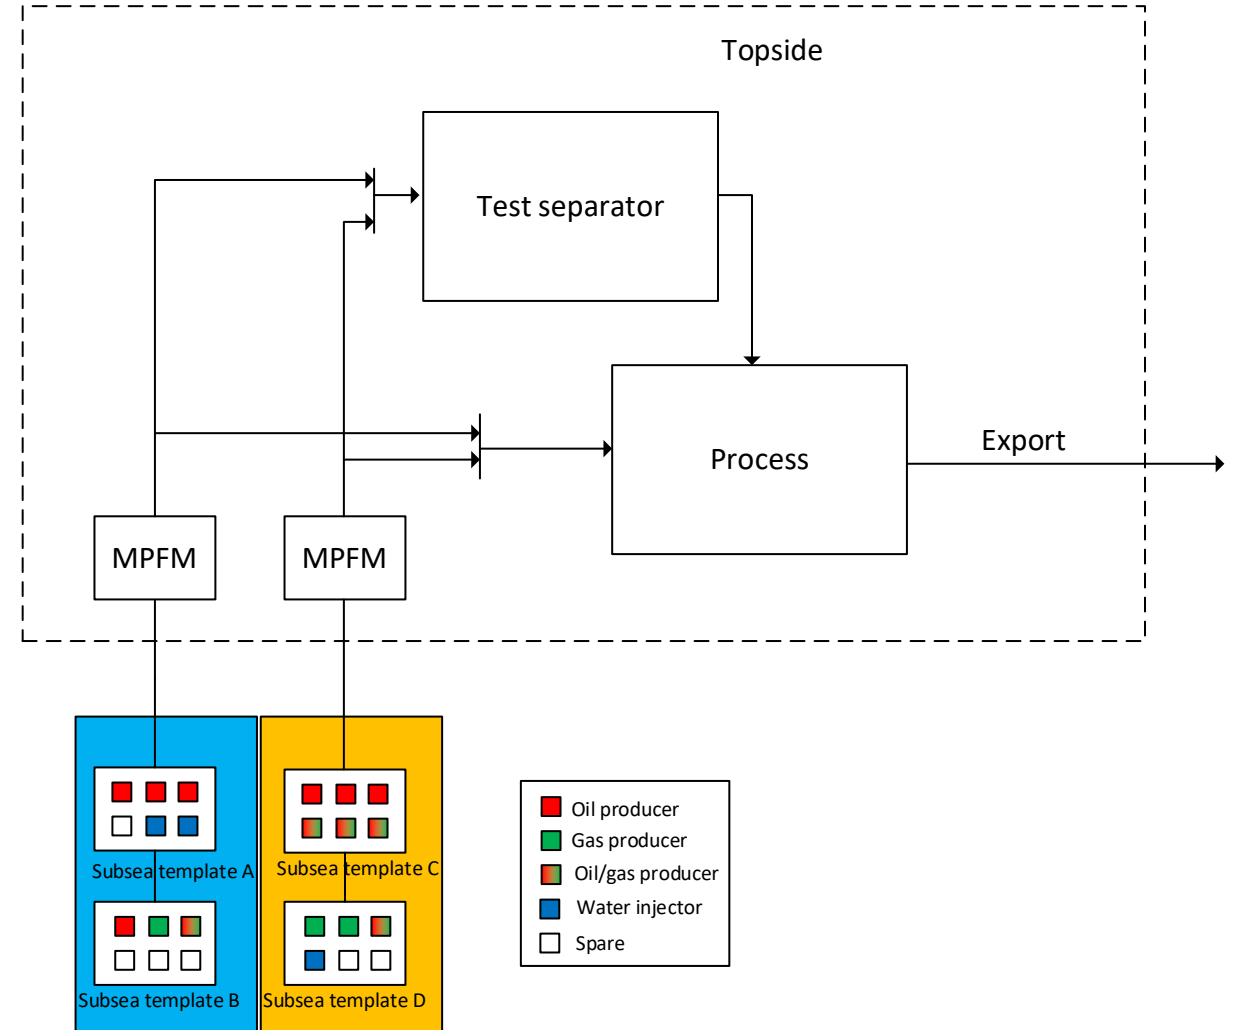 Topside
Test separator
Process
Export
MPFM
MPFM
Subsea template A
Subsea template C
Subsea template B
Subsea template D
Oil producer
Gas producer
Oil/gas producer
Water injector
Spare